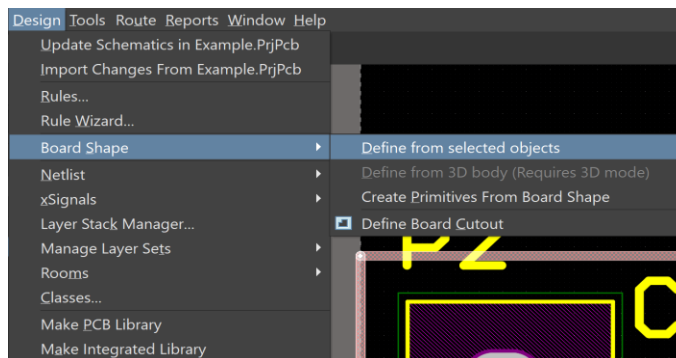 Design Tools Route Reports Window Help
Update Schematics in Example.PrjPcb
Import Changes From Example.PrjPcb
Rules...
Rule Wizard...
Board Shape
Define from selected objects
Define from 3D body (Requires 3D mode)
Netlist
Create Primitives From Board Shape
xSignals
Define Board Cutout
Layer Stack Manager...
Manage Layer Sets
P2
Rooms
Classes...
Make PCB Library
Make Integrated Library